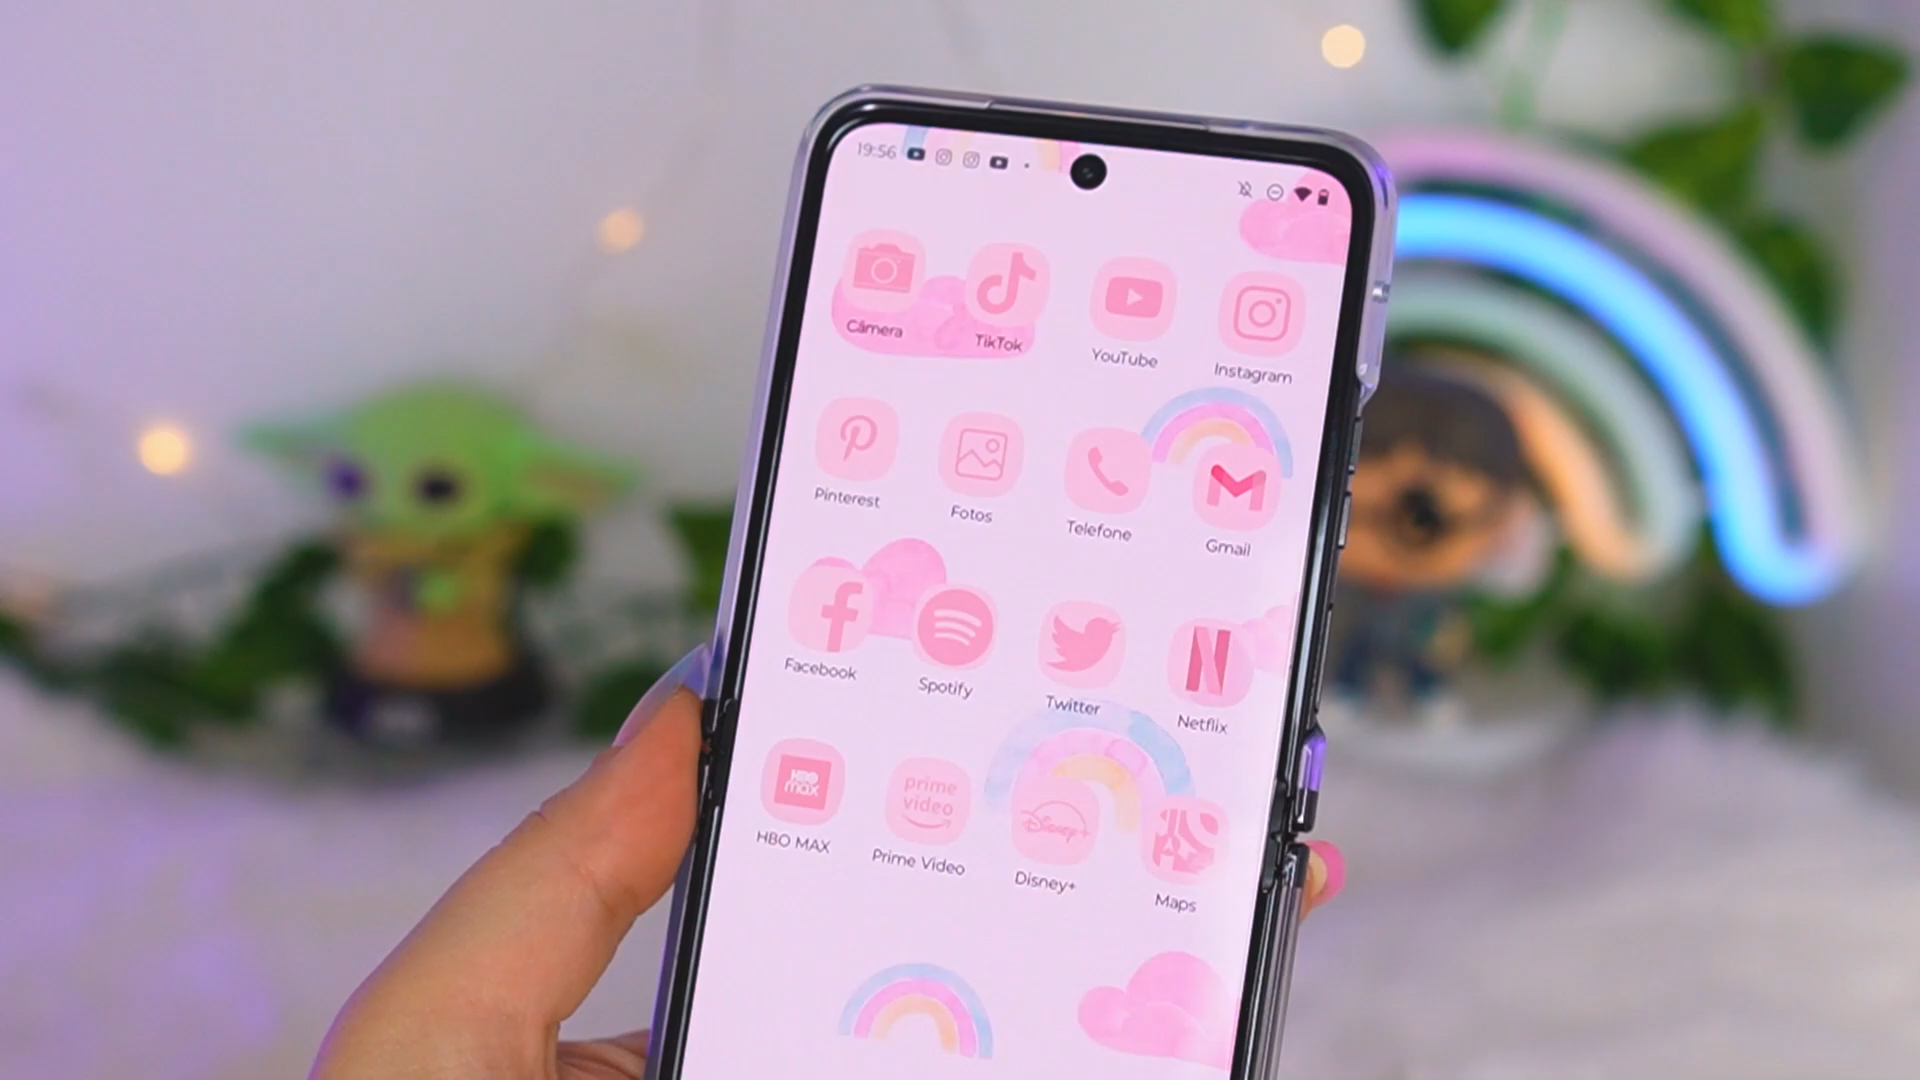 19:56
Câmera
TikTok
YouTube
Instagram
Pinterest
Fotos
Telefone
Gmail
Facebook
Spotify
Twitter
Netflix
HBO
max
HBO MAX
prime
video
Prime Video
Disney+
Disney+
Maps